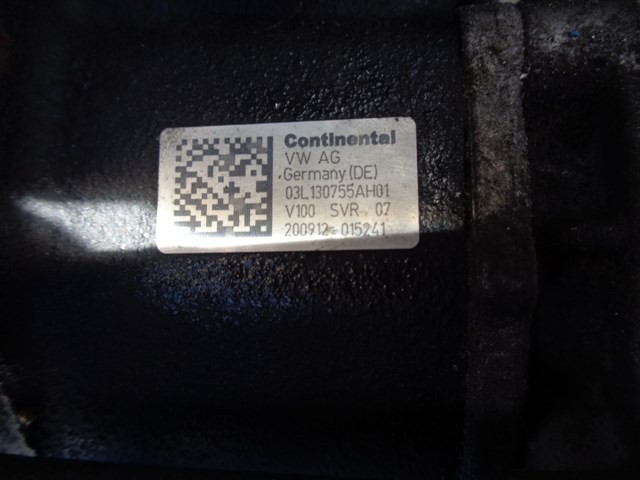 Continental
VW AG
Germany (DE)
03L130755AH01
V100 SVR 07
200912-015241